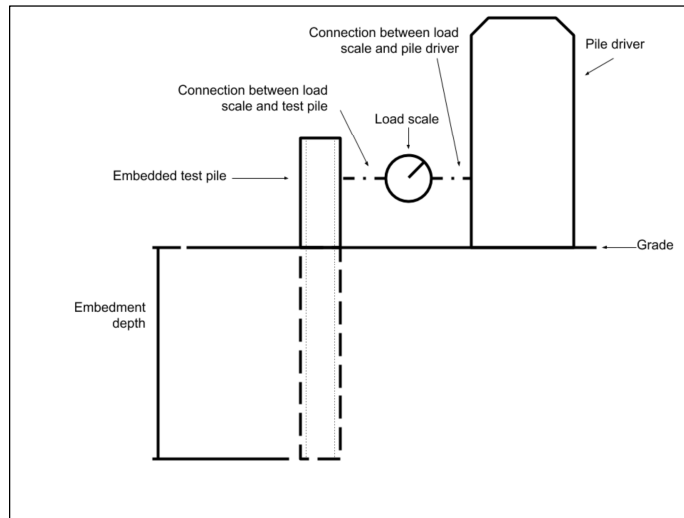 Connection between load
scale and pile driver
Pile driver
Connection between load
scale and test pile
Load scale
Embedded test pile
Grade
Embedment
depth